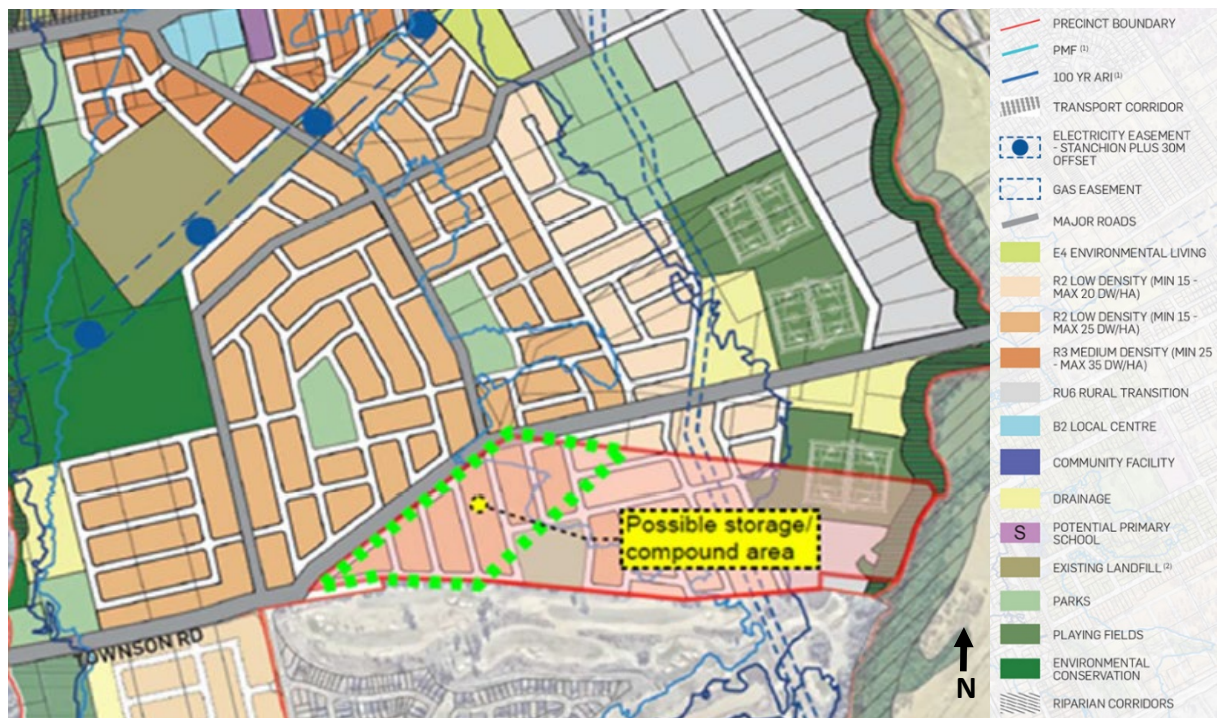 Possible storage/
compound area
TOWNSON RD
N
PRECINCT BOUNDARY
PMF (1)
100 YR ARI (1)
TRANSPORT CORRIDOR
ELECTRICITY EASEMENT
- STANCHION PLUS 30M
OFFSET
GAS EASEMENT
MAJOR ROADS
E4 ENVIRONMENTAL LIVING
R2 LOW DENSITY (MIN 15 -
MAX 20 DW/HA)
R2 LOW DENSITY (MIN 15 -
MAX 25 DW/HA)
R3 MEDIUM DENSITY (MIN 25
- MAX 35 DW/HA)
RU6 RURAL TRANSITION
B2 LOCAL CENTRE
COMMUNITY FACILITY
DRAINAGE
S
POTENTIAL PRIMARY
SCHOOL
EXISTING LANDFILL (2)
PARKS
PLAYING FIELDS
ENVIRONMENTAL
CONSERVATION
RIPARIAN CORRIDORS